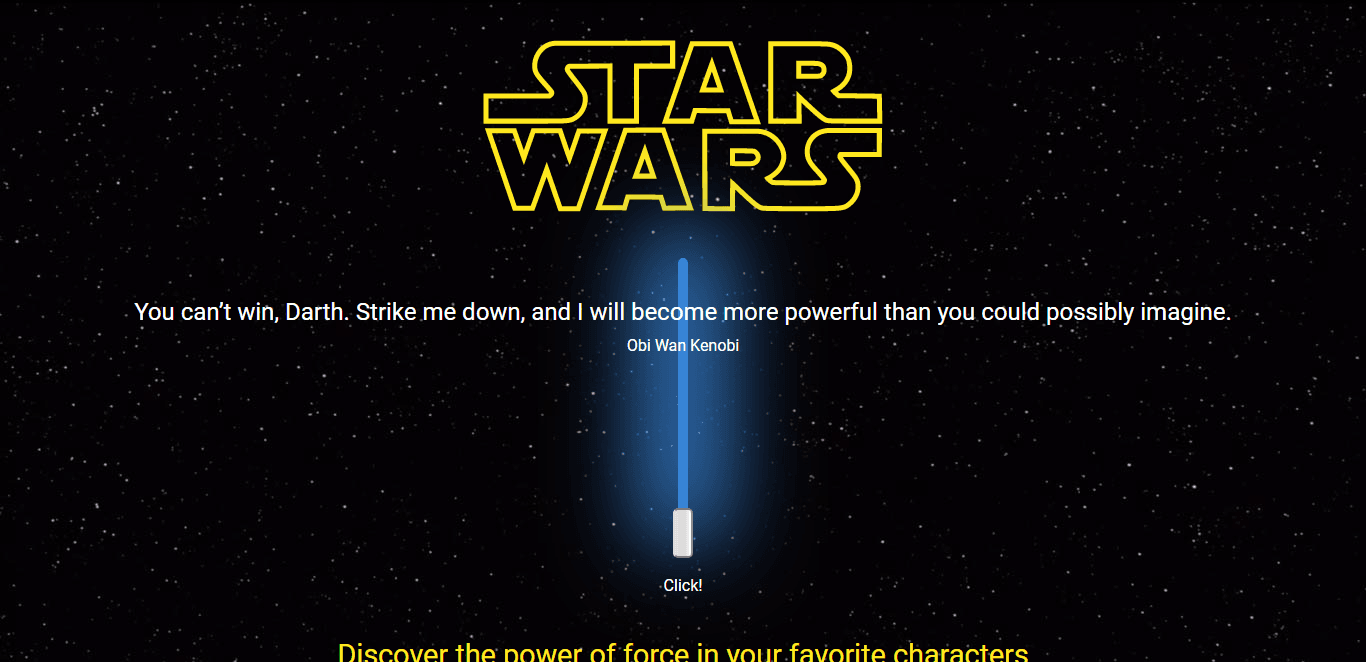 STAR
WARS
You can’t win, Darth. Strike me down, and I will become more powerful than you could possibly imagine.
Obi Wan Kenobi
Click!
Discover the power of force in your favorite characters